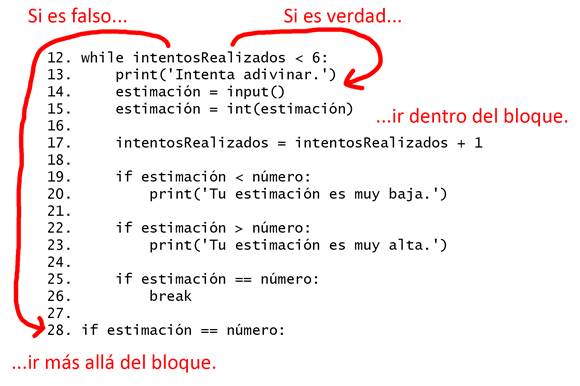 Si es falso...
Si es verdad...
12. while intentosRealizados < 6:
13.     print('Intenta adivinar.')
14.     estimación = input()
15.     estimación = int(estimación)
...ir dentro del bloque.
16.
17.     intentosRealizados = intentosRealizados + 1
18.
19.     if estimación < número:
20.         print('Tu estimación es muy baja.')
21.
22.     if estimación > número:
23.         print('Tu estimación es muy alta.')
24.
25.     if estimación == número:
26.         break
27.
28. if estimación == número:
...ir más allá del bloque.